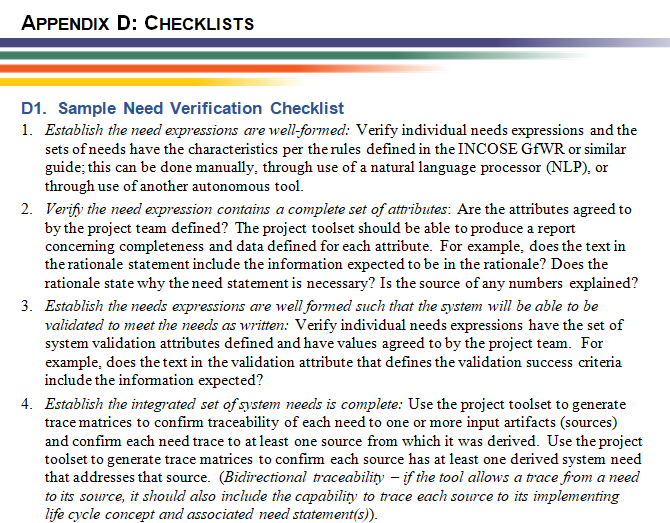 APPENDIX D: CHECKLISTS
D1. Sample Need Verification Checklist
1. Establish the need expressions are well-formed: Verify individual needs expressions and the
sets of needs have the characteristics per the rules defined in the INCOSE GfWR or similar
guide; this can be done manually, through use of a natural language processor (NLP), or
through use of another autonomous tool.
2. Verify the need expression contains a complete set of attributes: Are the attributes agreed to
by the project team defined? The project toolset should be able to produce a report
concerning completeness and data defined for each attribute. For example, does the text in
the rationale statement include the information expected to be in the rationale? Does the
rationale state why the need statement is necessary? Is the source of any numbers explained?
3. Establish the needs expressions are well formed such that the system will be able to be
validated to meet the needs as written: Verify individual needs expressions have the set of
system validation attributes defined and have values agreed to by the project team. For
example, does the text in the validation attribute that defines the validation success criteria
include the information expected?
4. Establish the integrated set of system needs is complete: Use the project toolset to generate
trace matrices to confirm traceability of each need to one or more input artifacts (sources)
and confirm each need trace to at least one source from which it was derived. Use the project
toolset to generate trace matrices to confirm each source has at least one derived system need
that addresses that source. (Bidirectional traceability – if the tool allows a trace from a need
to its source, it should also include the capability to trace each source to its implementing
life cycle concept and associated need statement(s)).